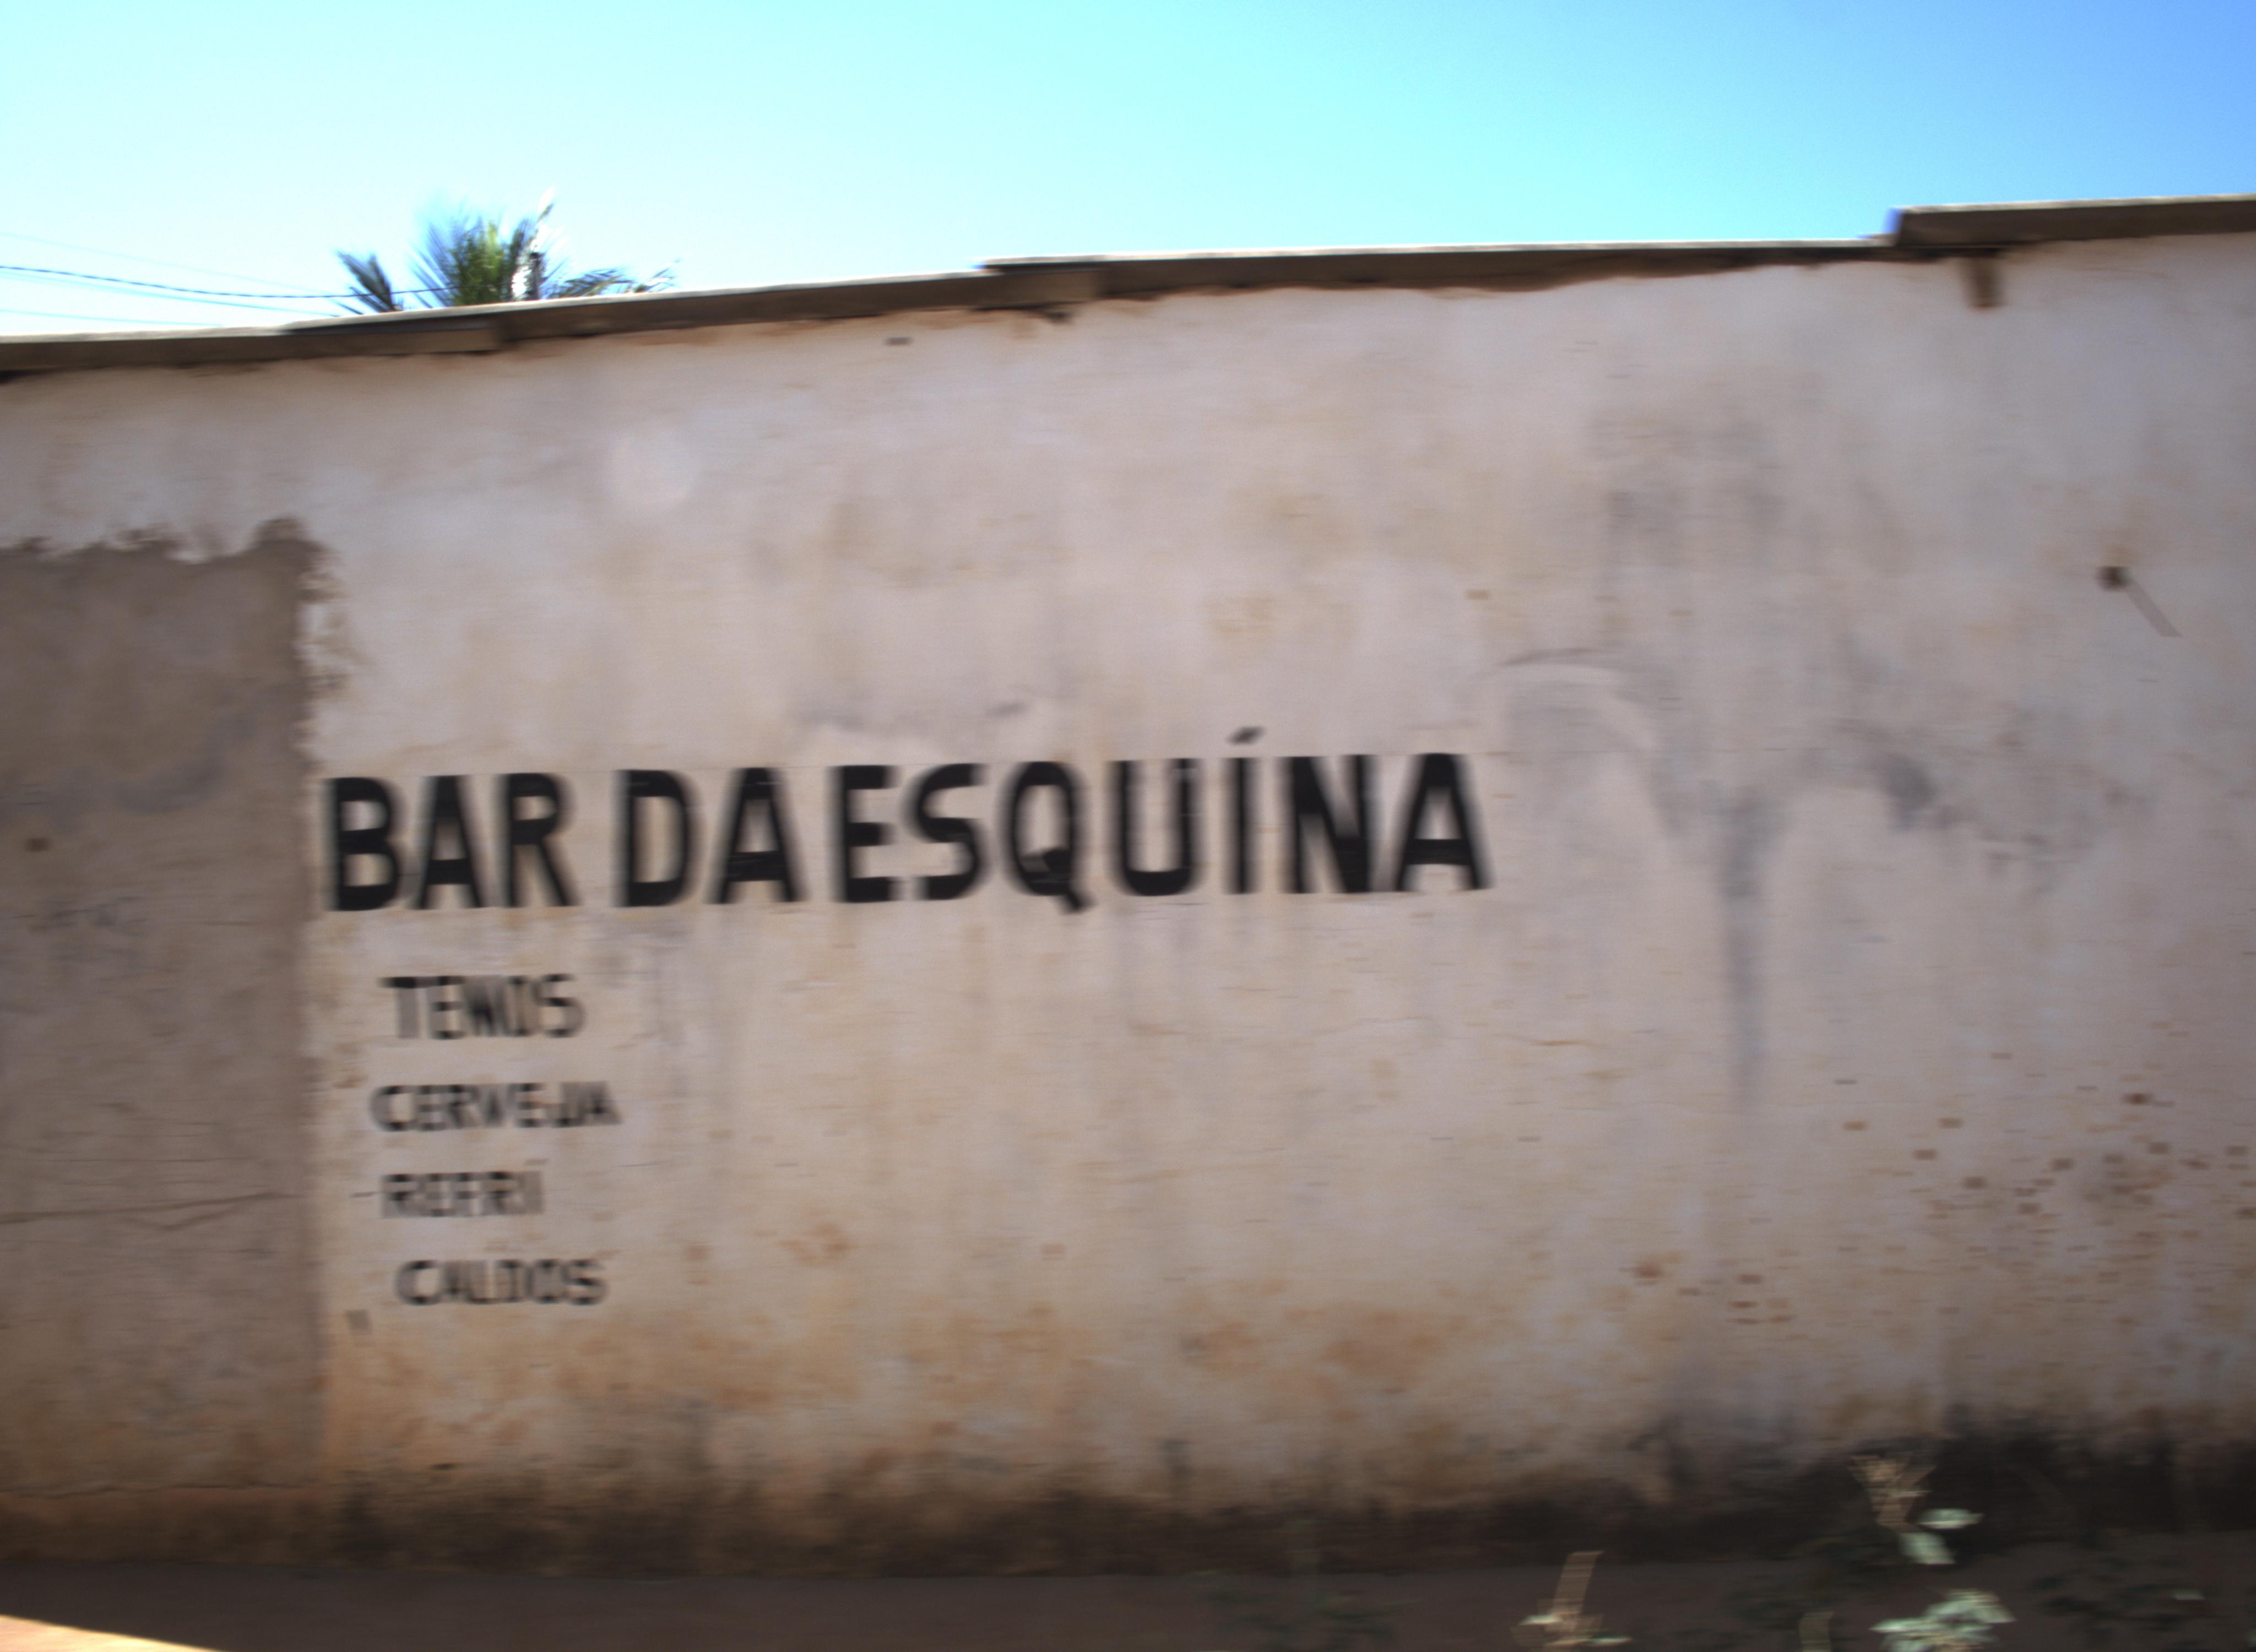 BAR DA ESQUÍNA
TEMOS
CERVEJA
REFRI
CALDOS